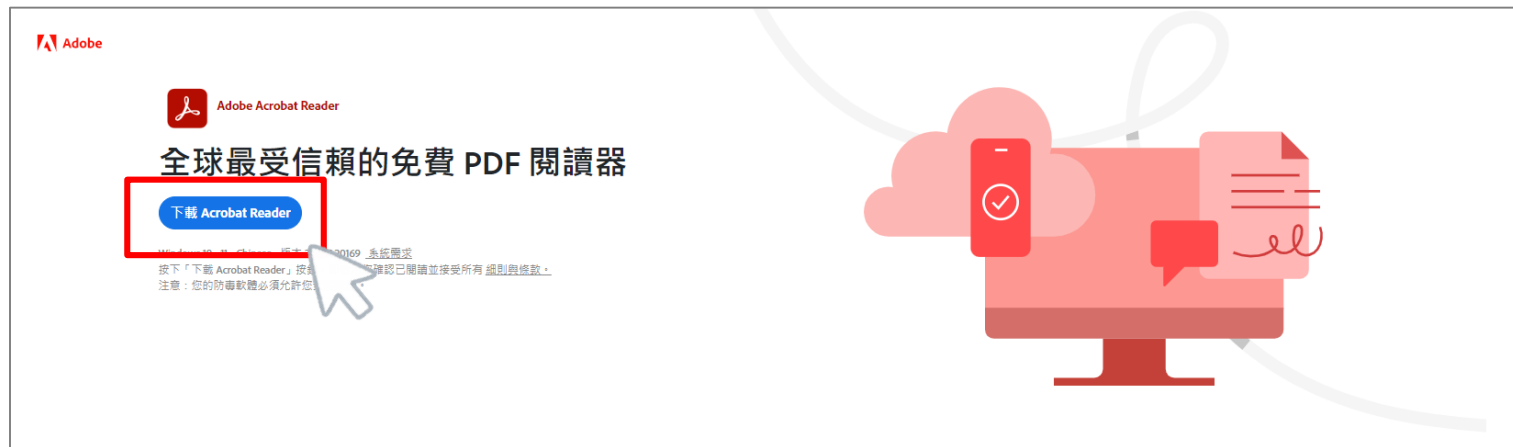 Adobe
Adobe Acrobat Reader
全球最受信賴的免費 PDF 閱讀器
下載 Acrobat Reader
20169 系統需求
按下「下載 Acrobat Reader」按 確認已閱讀並接受所有 細則與條款。
注意：您的防毒軟體必須允許您